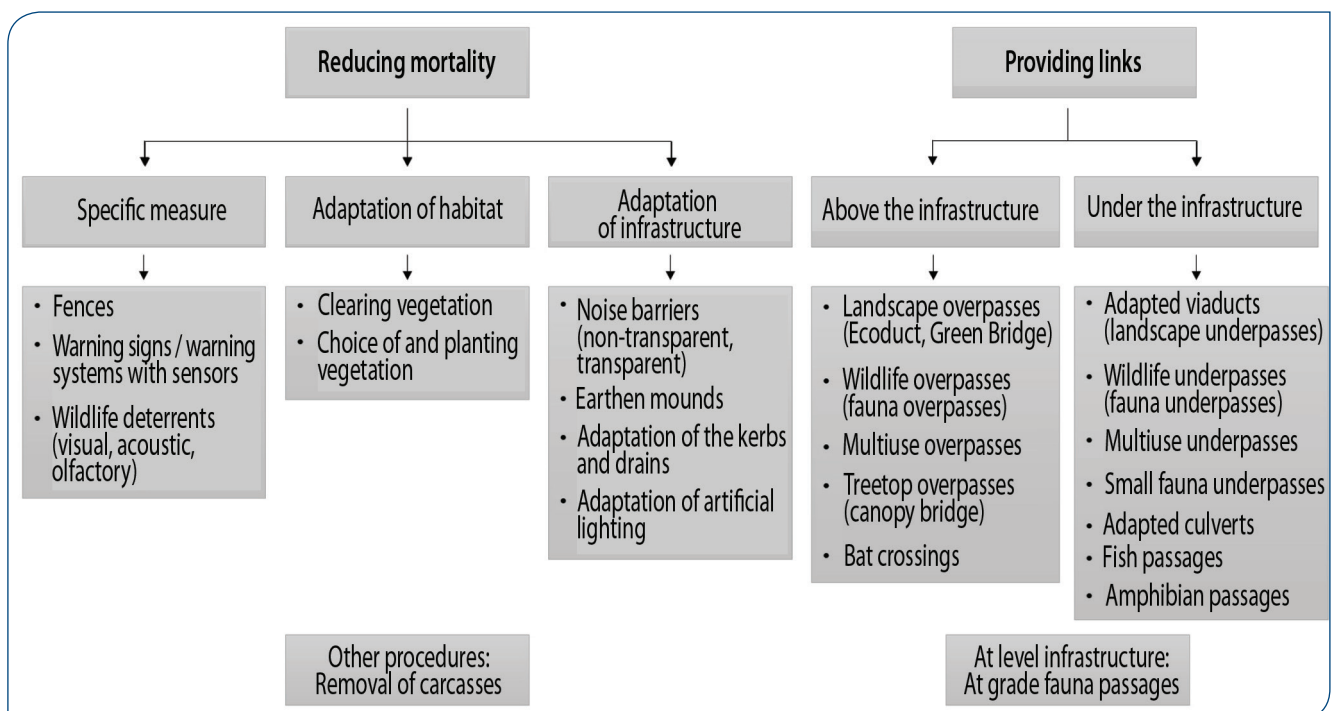 Reducing mortality
Providing links
Specific measure
Adaptation of habitat
Adaptation
of infrastructure
Above the infrastructure
Under the infrastructure
• Fences
• Warning signs / warning
systems with sensors
• Wildlife deterrents
(visual, acoustic,
olfactory)
• Clearing vegetation
• Choice of and planting
vegetation
• Noise barriers
(non-transparent,
transparent)
• Earthen mounds
• Adaptation of the kerbs
and drains
• Adaptation of artificial
lighting
• Landscape overpasses
(Ecoduct, Green Bridge)
• Wildlife overpasses
(fauna overpasses)
• Multiuse overpasses
• Treetop overpasses
(canopy bridge)
• Bat crossings
• Adapted viaducts
(landscape underpasses)
• Wildlife underpasses
(fauna underpasses)
• Multiuse underpasses
• Small fauna underpasses
• Adapted culverts
• Fish passages
• Amphibian passages
Other procedures:
Removal of carcasses
At level infrastructure:
At grade fauna passages